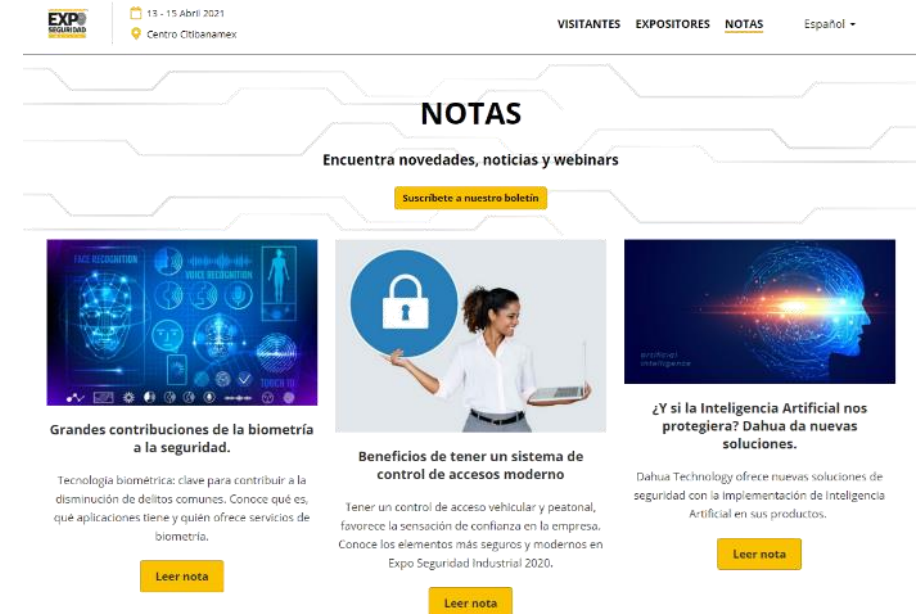 EXPO
SEGURIDAD
13 - 15 Abril 2021
Centro Citibanamex
VISITANTES EXPOSITORES NOTAS Español
NOTAS
Encuentra novedades, noticias y webinars
Suscríbete a nuestro boletín
FACE RECOGNITION
VOICE RECOGNITION
TOUCH ID
Grandes contribuciones de la biometría
a la seguridad.
Tecnología biométrica: clave para contribuir a la
disminución de delitos comunes. Conoce qué es,
qué aplicaciones tiene y quién ofrece servicios de
biometría.
Leer nota
Beneficios de tener un sistema de
control de accesos moderno
Tener un control de acceso vehicular y peatonal,
favorece la sensación de confianza en la empresa.
Conoce los elementos más seguros y modernos en
Expo Seguridad Industrial 2020.
Leer nota
artificial
intelligence
¿Y si la Inteligencia Artificial nos
protegiera? Dahua da nuevas
soluciones.
Dahua Technology ofrece nuevas soluciones de
seguridad con la implementación de Inteligencia
Artificial en sus productos.
Leer nota